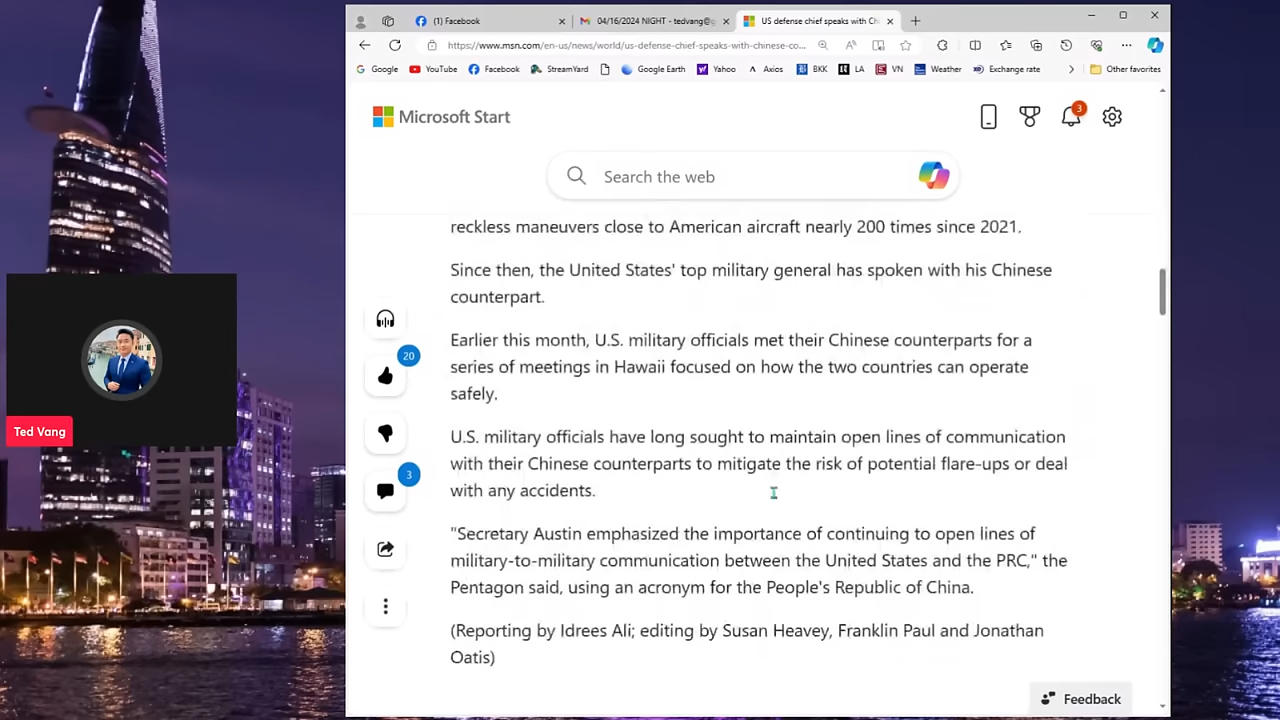 (1) Facebook
04/16/2024 NIGHT - tedvang@
US defense chief speaks with Ch
https://www.msn.com/en-us/news/world/us-defense-chief-speaks-with-chinese-co...
Google
YouTube
Facebook
StreamYard
Google Earth
Yahoo
Axios
BKK
LA
VN
Weather
Exchange rate
Other favorites
Microsoft Start
3
Search the web
reckless maneuvers close to American aircraft nearly 200 times since 2021.
Since then, the United States' top military general has spoken with his Chinese
counterpart.
Earlier this month, U.S. military officials met their Chinese counterparts for a
series of meetings in Hawaii focused on how the two countries can operate
safely.
20
U.S. military officials have long sought to maintain open lines of communication
with their Chinese counterparts to mitigate the risk of potential flare-ups or deal
with any accidents.
3
"Secretary Austin emphasized the importance of continuing to open lines of
military-to-military communication between the United States and the PRC," the
Pentagon said, using an acronym for the People's Republic of China.
(Reporting by Idrees Ali; editing by Susan Heavey, Franklin Paul and Jonathan
Oatis)
Feedback
Ted Vang